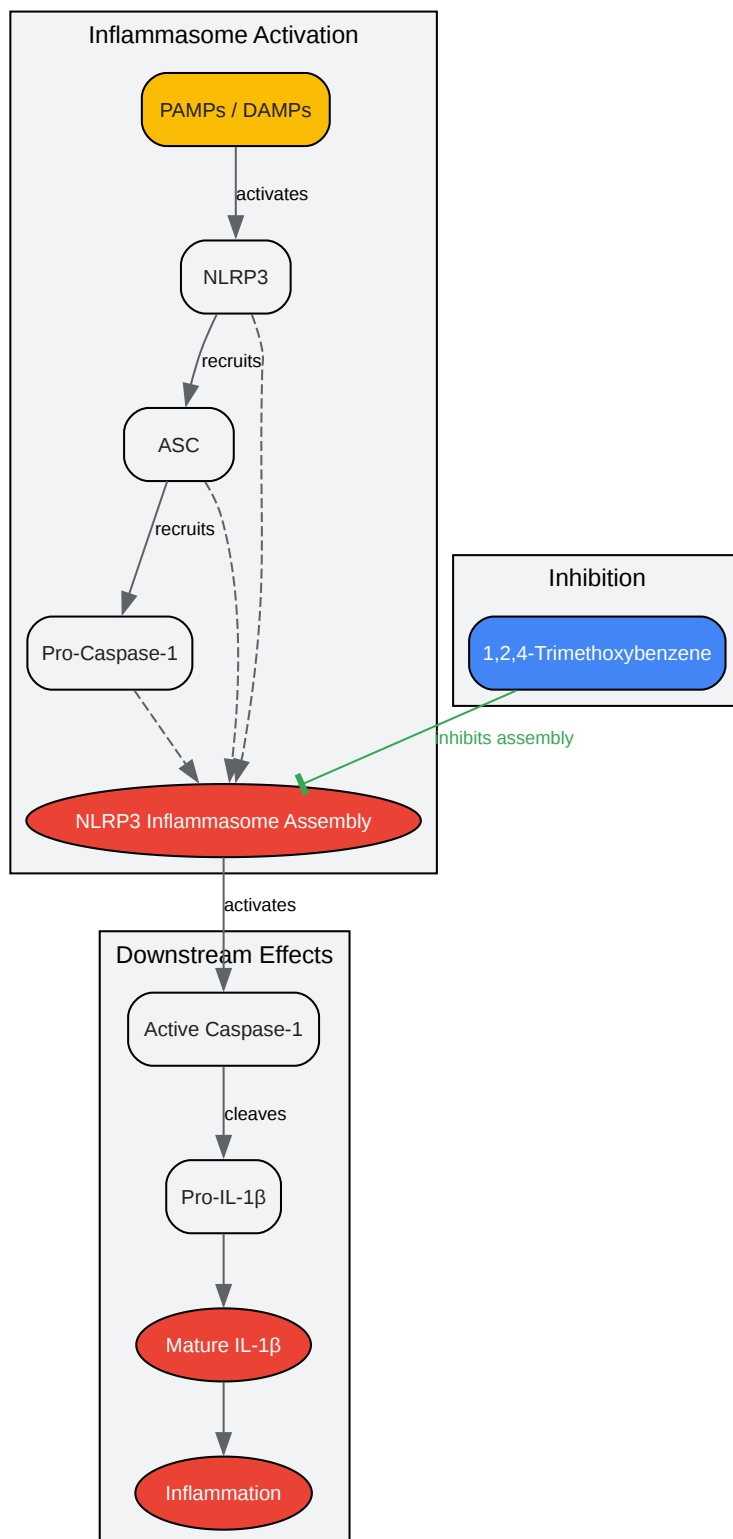 Inflammasome Activation
PAMPs / DAMPs
activates
NLRP3
recruits
ASC
recruits
Pro-Caspase-1
Inhibition
1,2,4-Trimethoxybenzene
inhibits assembly
NLRP3 Inflammasome Assembly
activates
Downstream Effects
Active Caspase-1
cleaves
Pro-IL-1β
Mature IL-1β
Inflammation